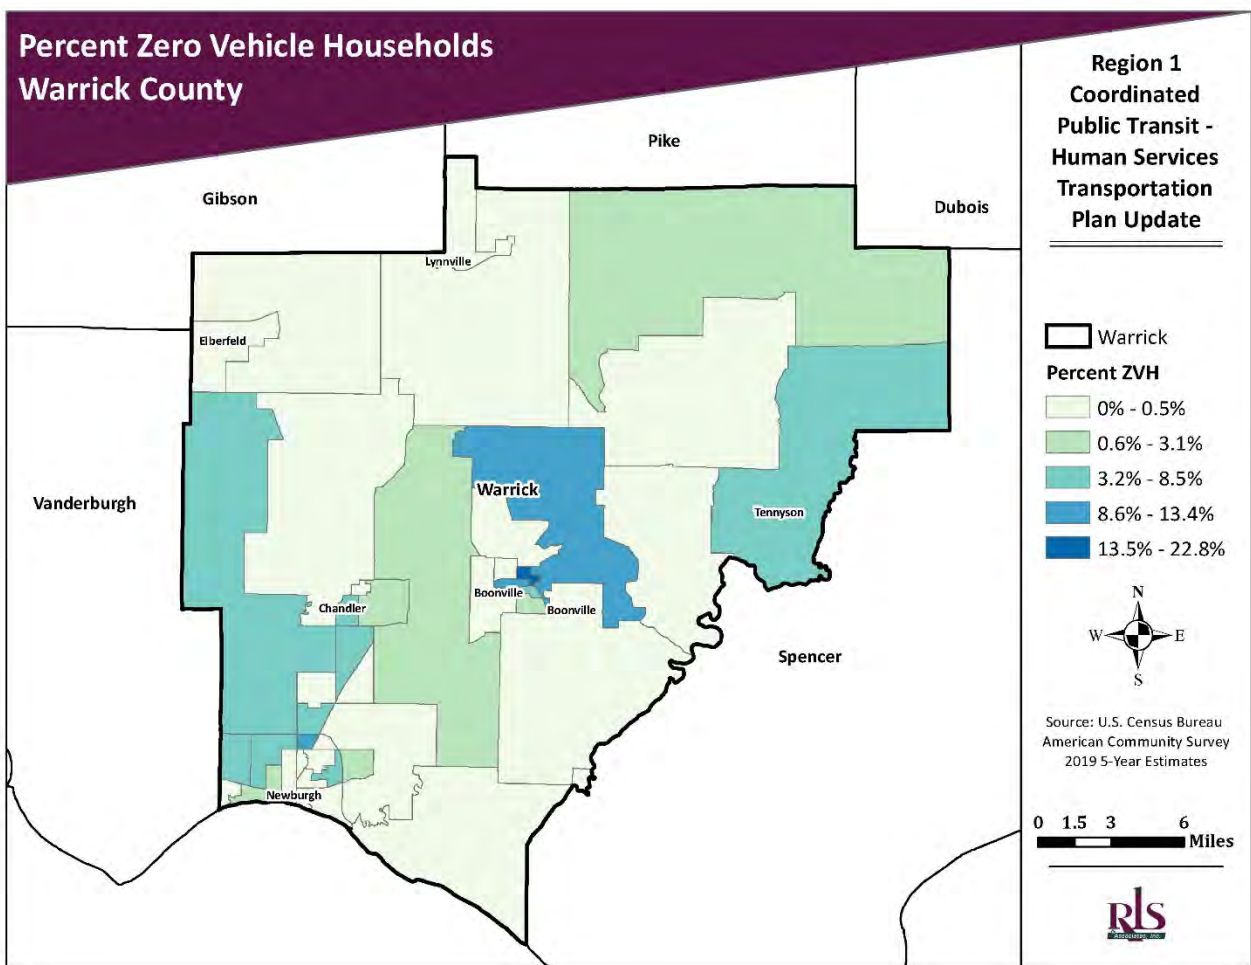 Percent Zero Vehicle Households
Warrick County
Region 1
Coordinated
Public Transit -
Human Services
Transportation
Plan Update
Pike
Gibson
Dubois
Lynnville
Elberfeld
Vanderburgh
Warrick
Tennyson
Boonville
Boonville
Chandler
Spencer
Newburgh
Warrick
Percent ZVH
0% - 0.5%
0.6% - 3.1%
3.2% - 8.5%
8.6% - 13.4%
13.5% - 22.8%
N
W E
S
Source: U.S. Census Bureau
American Community Survey
2019 5-Year Estimates
0 1.5 3 6
Miles
RLS
& Associates, Inc.